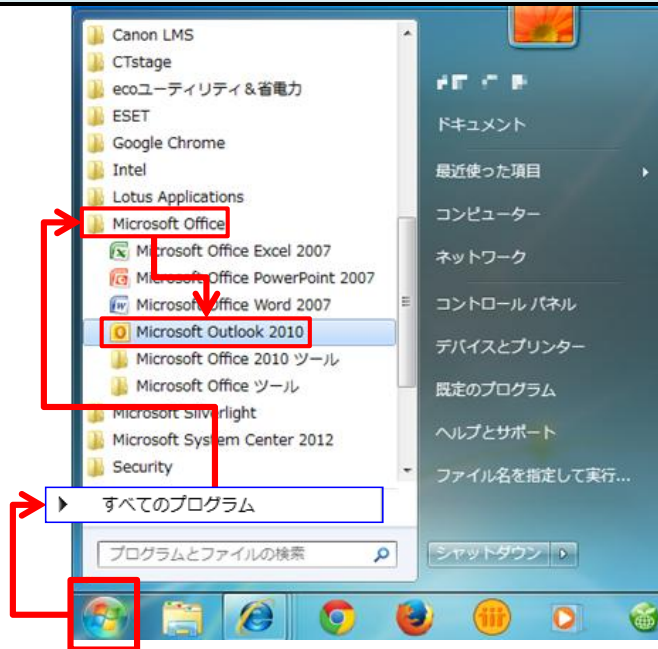 Canon LMS
CTstage
ecoユーティリティ＆省電力
ESET
Google Chrome
Intel
Lotus Applications
Microsoft Office
Microsoft Office Excel 2007
Microsoft Office PowerPoint 2007
Microsoft Office Word 2007
Microsoft Outlook 2010
Microsoft Office 2010 ツール
Microsoft Office ツール
Microsoft Silverlight
Microsoft System Center 2012
Security
すべてのプログラム
プログラムとファイルの検索
ドキュメント
最近使った項目
コンピューター
ネットワーク
コントロール パネル
デバイスとプリンター
既定のプログラム
ヘルプとサポート
ファイル名を指定して実行...
シャットダウン